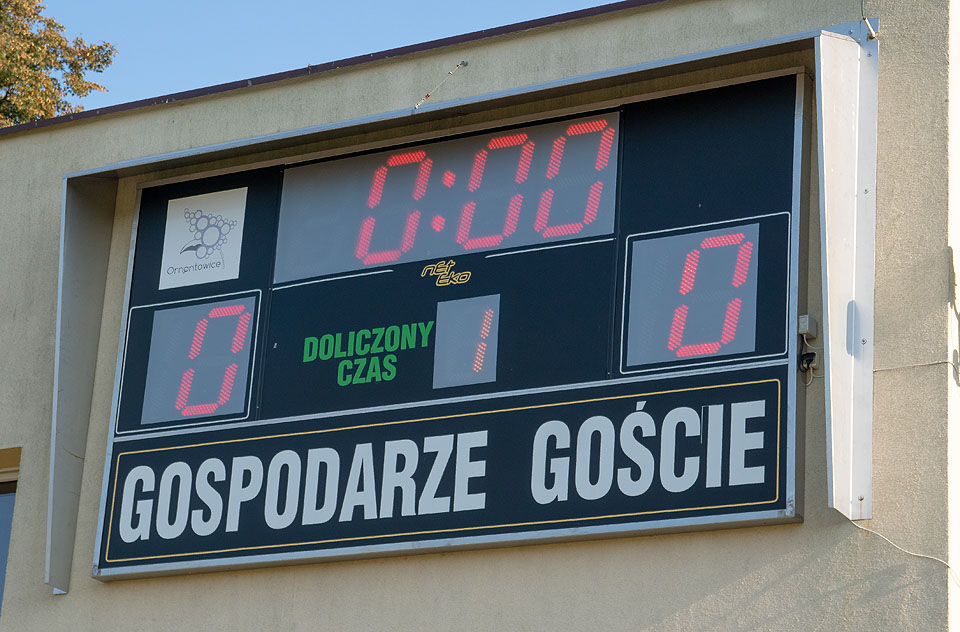 0:00
Ornontowice
net
eko
0
DOLICZONY
CZAS
1
0
GOSPODARZE GOŚCIE